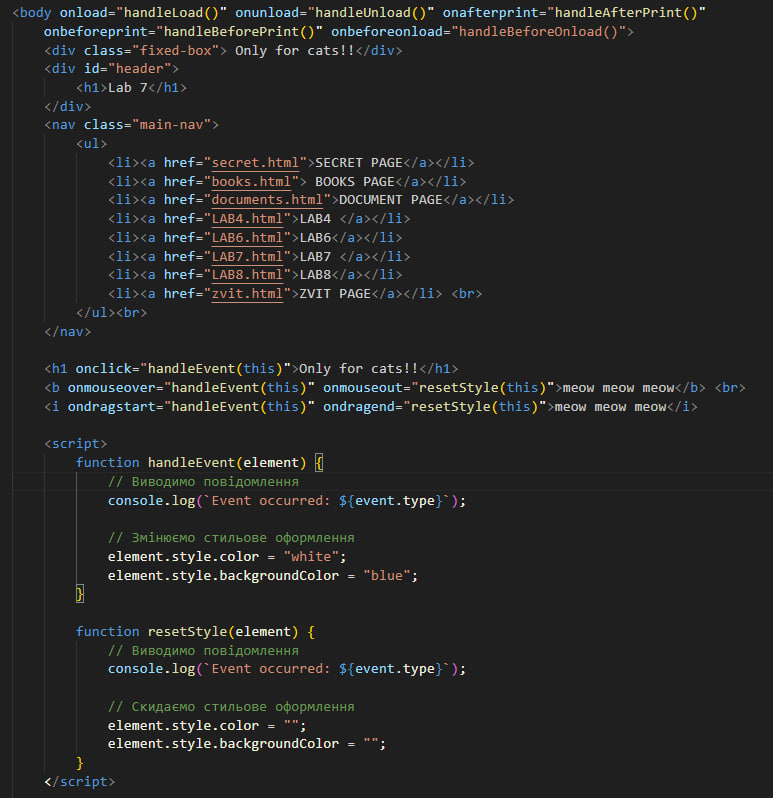 <body onload="handleLoad()" onunload="handleUnload()" onafterprint="handleAfterPrint()"
onbeforeprint="handleBeforePrint()" onbeforeonload="handleBeforeOnload()">
<div class="fixed-box"> Only for cats!!</div>
<div id="header">
<h1>Lab 7</h1>
</div>
<nav class="main-nav">
<ul>
<li><a href="secret.html">SECRET PAGE</a></li>
<li><a href="books.html"> BOOKS PAGE</a></li>
<li><a href="documents.html">DOCUMENT PAGE</a></li>
<li><a href="LAB4.html">LAB4 </a></li>
<li><a href="LAB6.html">LAB6</a></li>
<li><a href="LAB7.html">LAB7 </a></li>
<li><a href="LAB8.html">LAB8</a></li>
<li><a href="zvit.html">ZVIT PAGE</a></li> <br>
</ul><br>
</nav>
<h1 onclick="handleEvent(this)">Only for cats!!</h1>
<b onmouseover="handleEvent(this)" onmouseout="resetStyle(this)">meow meow meow</b> <br>
<i ondragstart="handleEvent(this)" ondragend="resetStyle(this)">meow meow meow</i>
<script>
function handleEvent(element) {
// Виводимо повідомлення
console.log(`Event occurred: ${event.type}`);
// Змінюємо стильове оформлення
element.style.color = "white";
element.style.backgroundColor = "blue";
}
function resetStyle(element) {
// Виводимо повідомлення
console.log(`Event occurred: ${event.type}`);
// Скидаємо стильове оформлення
element.style.color = "";
element.style.backgroundColor = "";
}
</script>